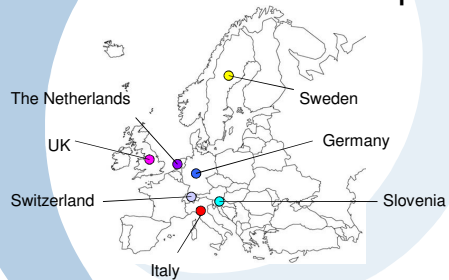 The Netherlands
Sweden
UK
Germany
Switzerland
Slovenia
Italy